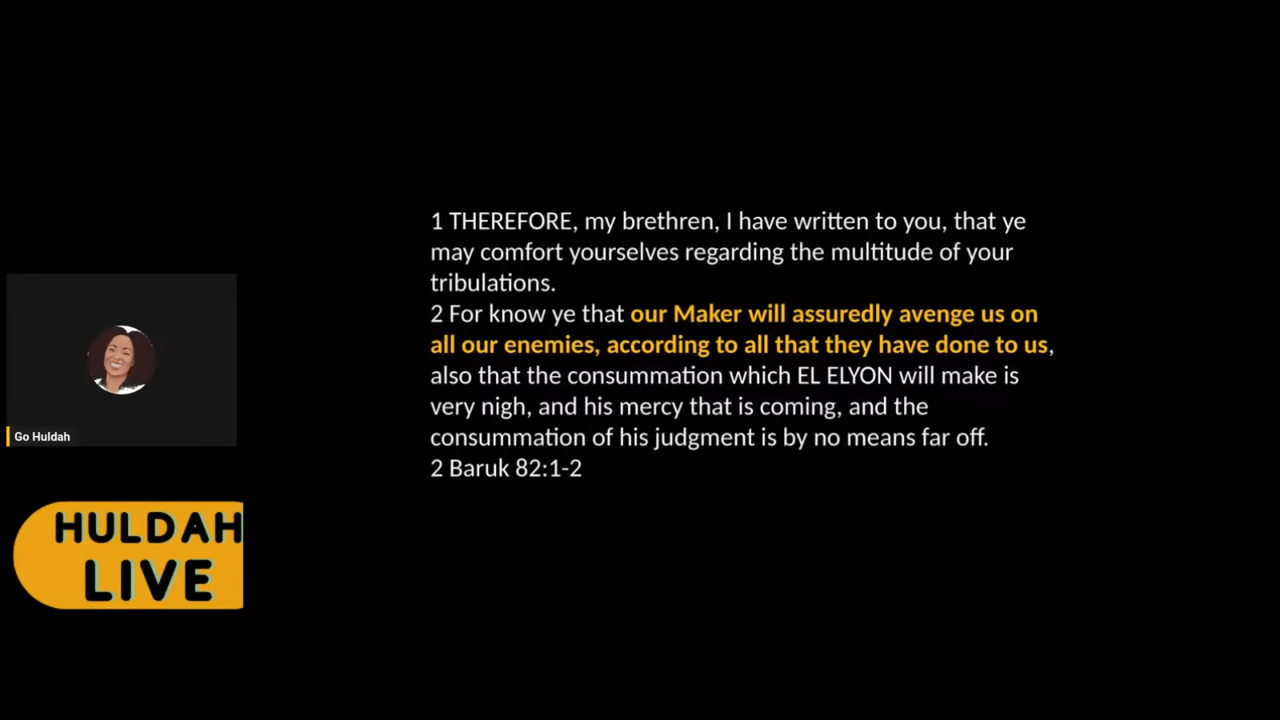 1 THEREFORE, my brethren, I have written to you, that ye
may comfort yourselves regarding the multitude of your
tribulations.
2 For know ye that our Maker will assuredly avenge us on
all our enemies, according to all that they have done to us,
also that the consummation which EL ELYON will make is
very nigh, and his mercy that is coming, and the
consummation of his judgment is by no means far off.
2 Baruk 82:1-2
Go Huldah
HULDAH
LIVE